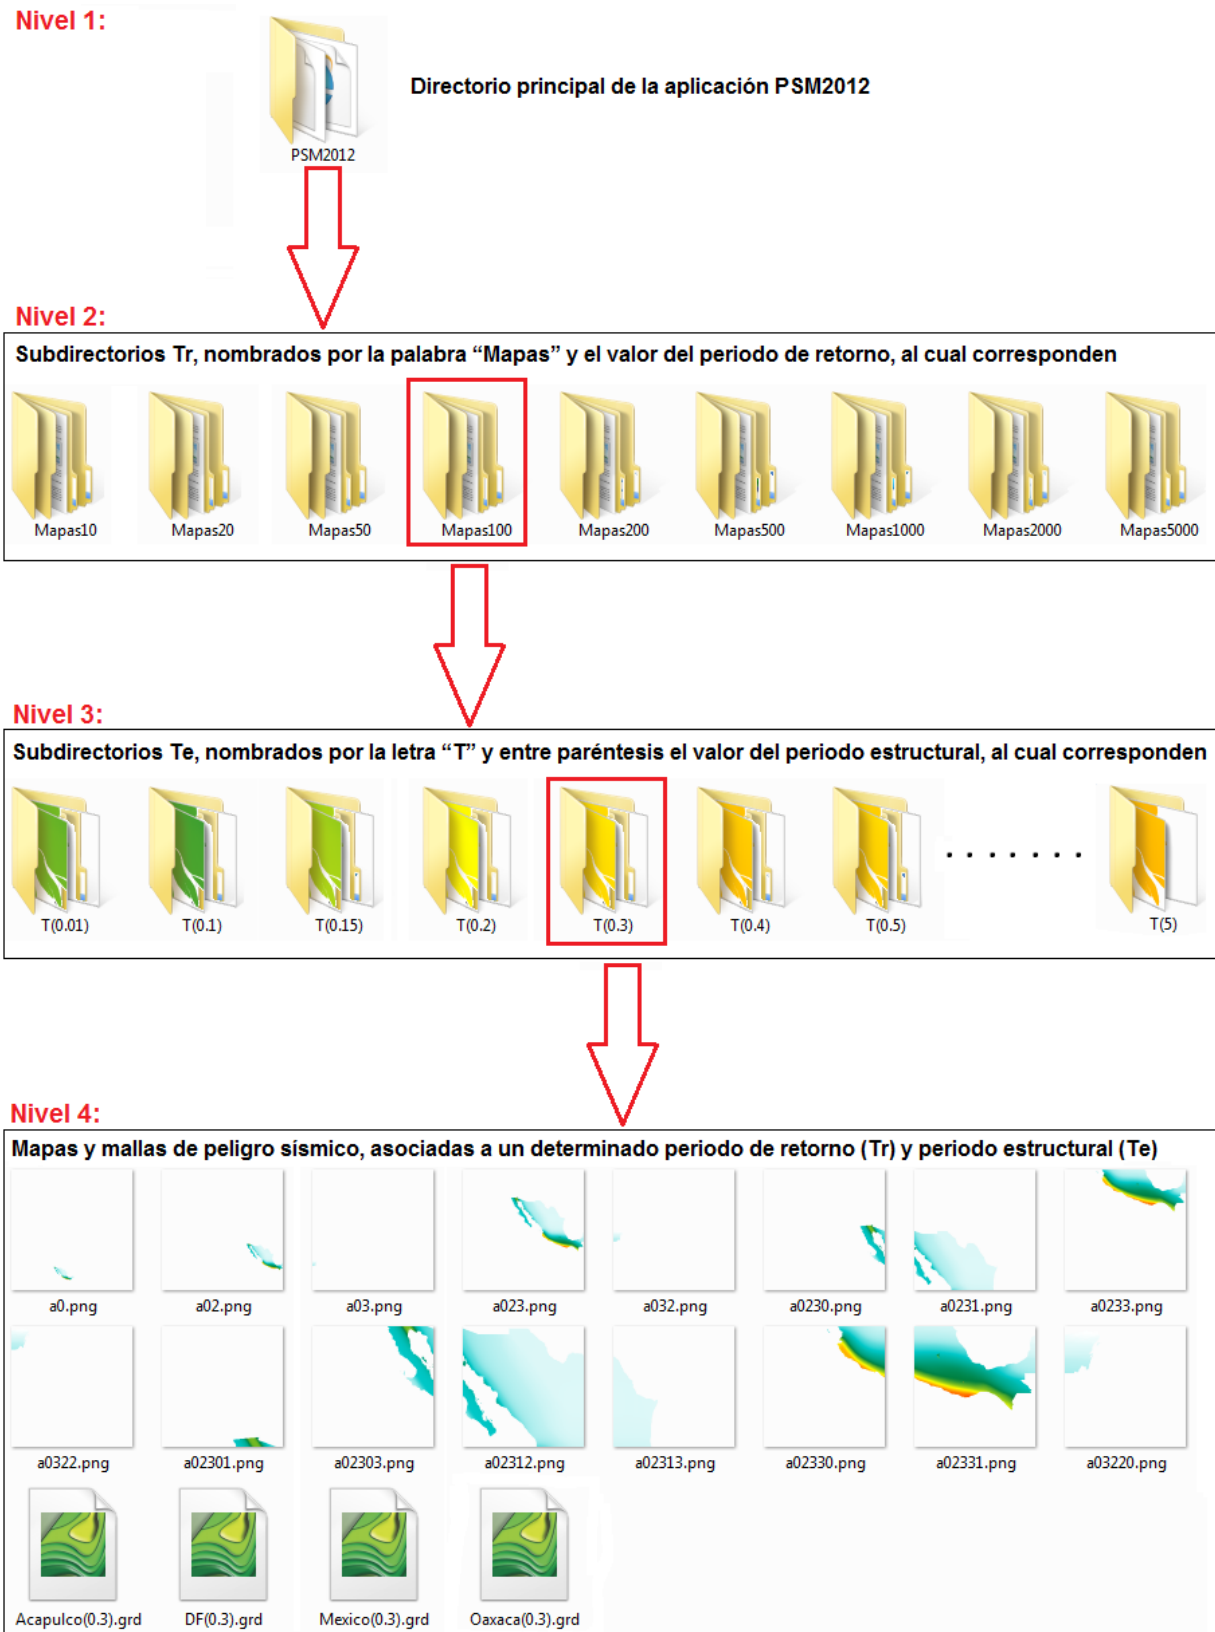 Nivel 1:
Directorio principal de la aplicación PSM2012
PSM2012
Nivel 2:
Subdirectorios Tr, nombrados por la palabra “Mapas” y el valor del periodo de retorno, al cual corresponden
Mapas10 Mapas20 Mapas50 Mapas100 Mapas200 Mapas500 Mapas1000 Mapas2000 Mapas5000
Nivel 3:
Subdirectorios Te, nombrados por la letra “T” y entre paréntesis el valor del periodo estructural, al cual corresponden
T(0.01) T(0.1) T(0.15) T(0.2) T(0.3) T(0.4) T(0.5) . . . . . . . T(5)
Nivel 4:
Mapas y mallas de peligro sísmico, asociadas a un determinado periodo de retorno (Tr) y periodo estructural (Te)
a0.png a02.png a03.png a023.png a032.png a0230.png a0231.png a0233.png
a0322.png a02301.png a02303.png a02312.png a02313.png a02330.png a02331.png a03220.png
Acapulco(0.3).grd DF(0.3).grd Mexico(0.3).grd Oaxaca(0.3).grd